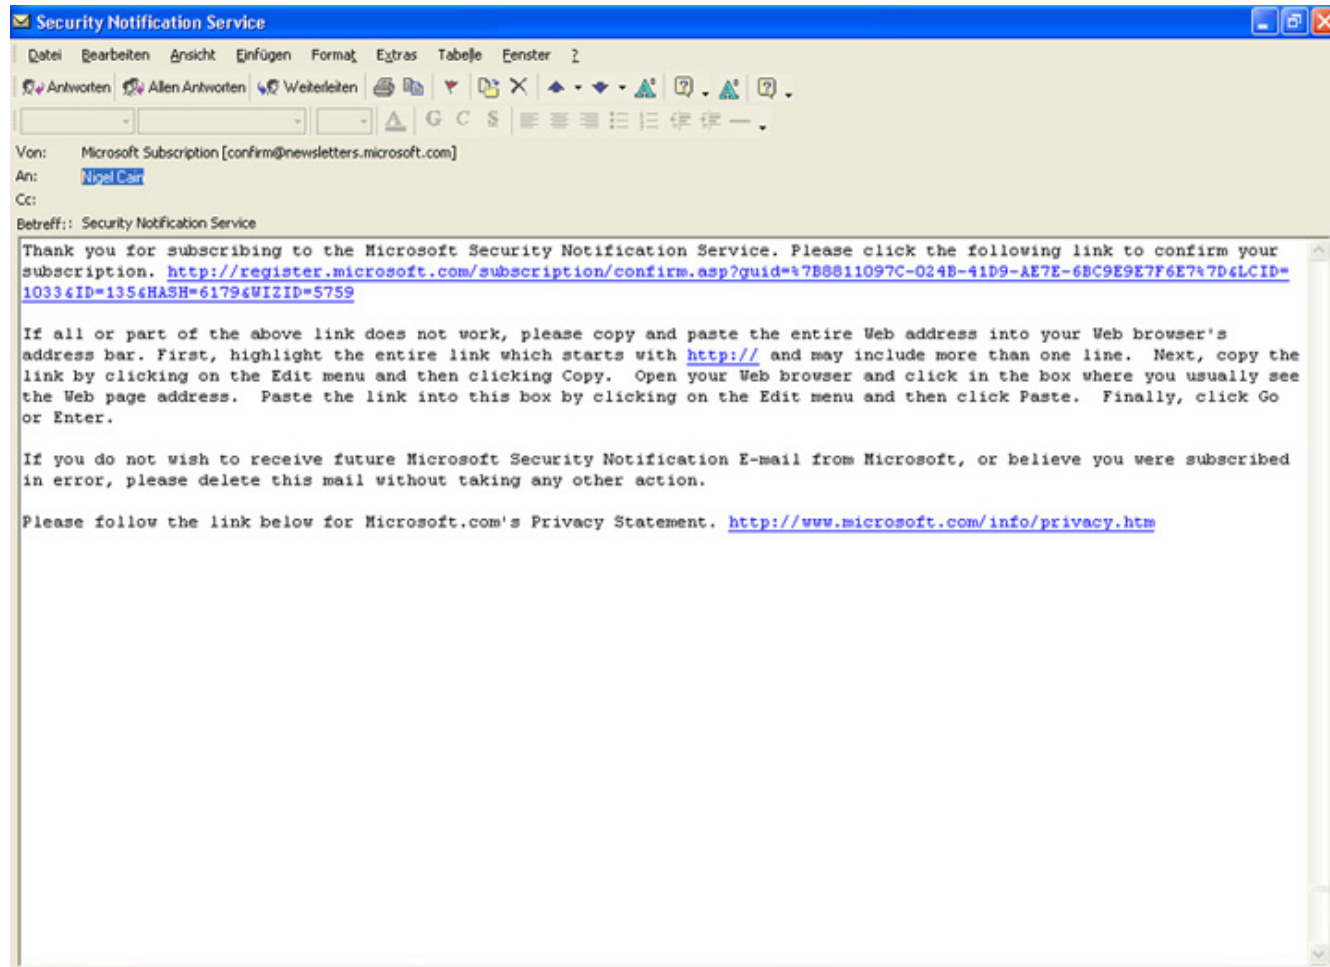 Security Notification Service
Datei Bearbeiten Ansicht Einfügen Format Extras Tabelle Fenster ?
Antworten Allen Antworten Weiterleiten
A G C S
Von: Microsoft Subscription [confirm@newsletters.microsoft.com]
An: Nigel Cain
Cc:
Betreff:: Security Notification Service
Thank you for subscribing to the Microsoft Security Notification Service. Please click the following link to confirm your
subscription. http://register.microsoft.com/subscription/confirm.asp?guid=%7B8811097C-024B-41D9-AE7E-6BC9E9E7F6E7%7D&LCID=
1033&ID=135&HASH=6179&WIZID=5759
If all or part of the above link does not work, please copy and paste the entire Web address into your Web browser's
address bar. First, highlight the entire link which starts with http:// and may include more than one line.  Next, copy the
link by clicking on the Edit menu and then clicking Copy.  Open your Web browser and click in the box where you usually see
the Web page address.  Paste the link into this box by clicking on the Edit menu and then click Paste.  Finally, click Go
or Enter.
If you do not wish to receive future Microsoft Security Notification E-mail from Microsoft, or believe you were subscribed
in error, please delete this mail without taking any other action.
Please follow the link below for Microsoft.com's Privacy Statement. http://www.microsoft.com/info/privacy.htm